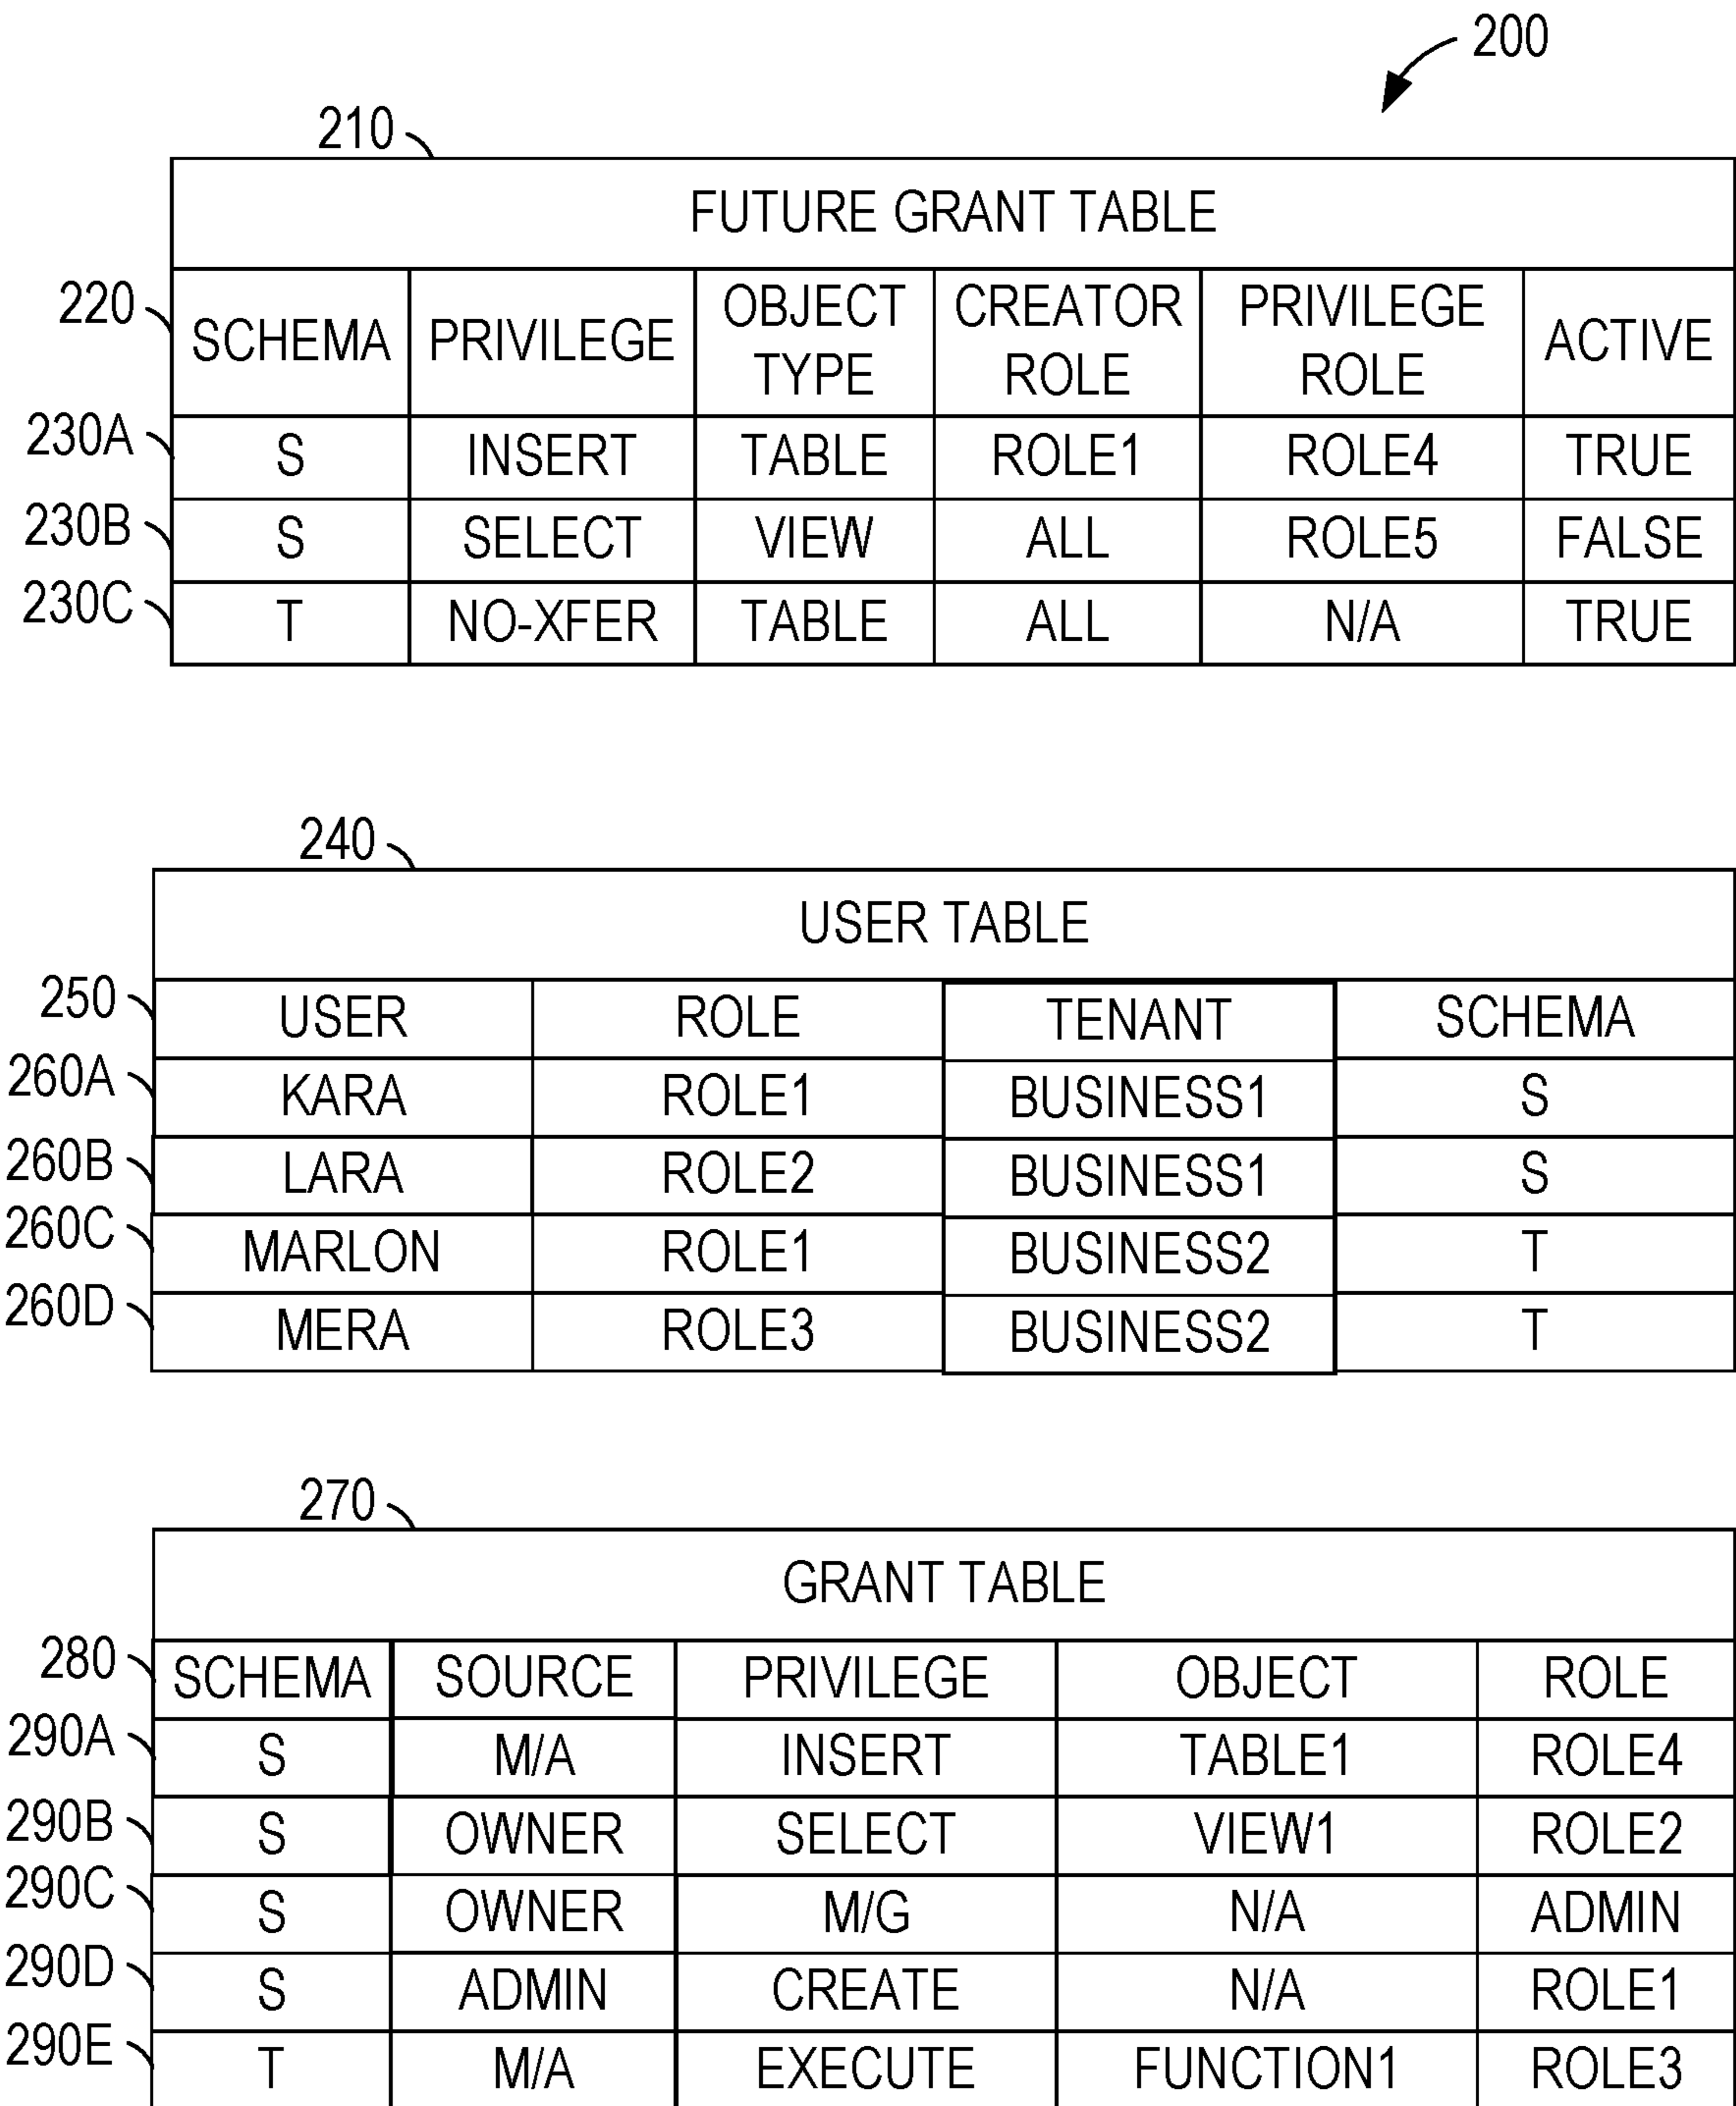 200
210
FUTURE GRANT TABLE
220 SCHEMA PRIVILEGE OBJECT TYPE CREATOR ROLE PRIVILEGE ROLE ACTIVE
230A S INSERT TABLE ROLE1 ROLE4 TRUE
230B S SELECT VIEW ALL ROLE5 FALSE
230C T NO-XFER TABLE ALL N/A TRUE
240
USER TABLE
250 USER ROLE TENANT SCHEMA
260A KARA ROLE1 BUSINESS1 S
260B LARA ROLE2 BUSINESS1 S
260C MARLON ROLE1 BUSINESS2 T
260D MERA ROLE3 BUSINESS2 T
270
GRANT TABLE
280 SCHEMA SOURCE PRIVILEGE OBJECT ROLE
290A S M/A INSERT TABLE1 ROLE4
290B S OWNER SELECT VIEW1 ROLE2
290C S OWNER M/G N/A ADMIN
290D S ADMIN CREATE N/A ROLE1
290E T M/A EXECUTE FUNCTION1 ROLE3